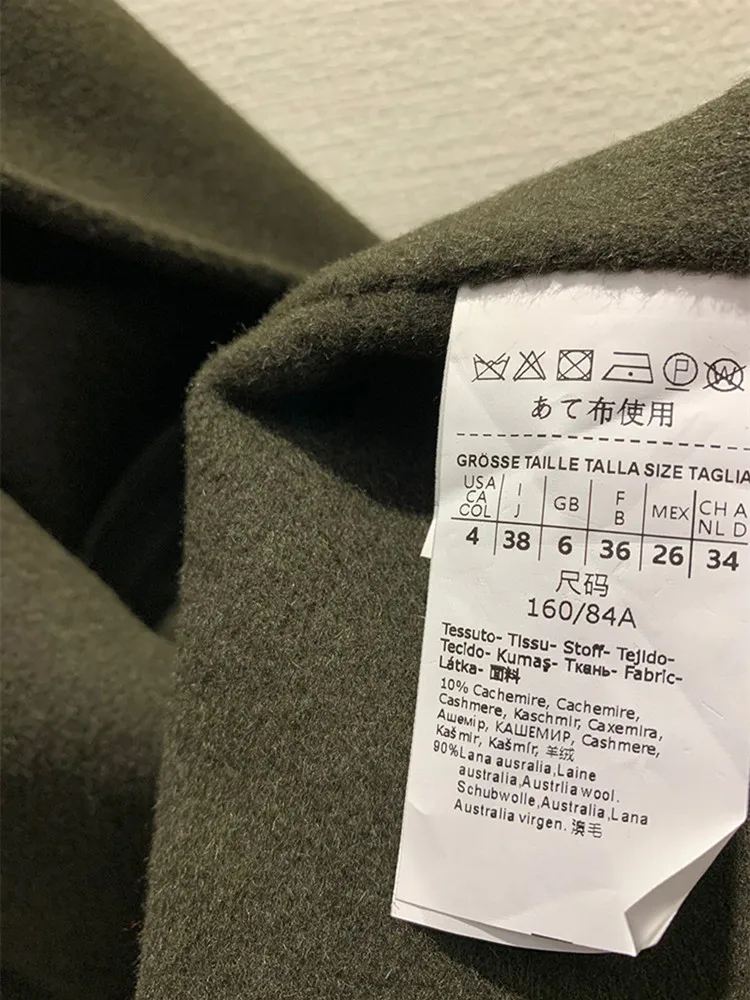 P W
あて布使用
GRÖSSE TAILLE TALLA SIZE TAGLIA
USA CA COL I J GB F B MEX CH A NL D
4 38 6 36 26 34
尺码
160/84A
Tessuto- Tissu- Stoff- Tejido-
Tecido- Kumaş- Ткань- Fabric-
Látka- 面料
10% Cachemire, Cachemire,
Cashmere, Kaschmir, Caxemira,
Ашемір, КАШЕМИР, Cashmere,
Kašmir, Kašmír, 羊绒
90%Lana ausralia,Laine
australia,Austrlia wool.
Schubwolle,Australia,Lana
Australia virgen. 澳毛